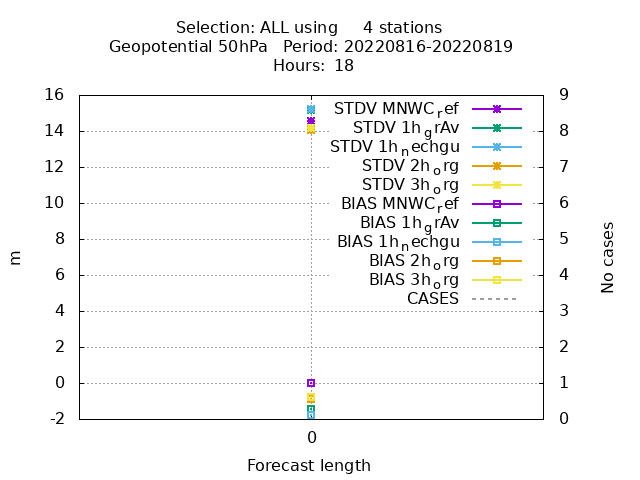 Selection: ALL using     4 stations
Geopotential 50hPa   Period: 20220816-20220819
Hours: 18
16 9
STDV MNWC_ref
STDV 1h_grAv
14 8
STDV 1h_nechgu
12 STDV 2h_org 7
STDV 3h_org
10 BIAS MNWC_ref 6
BIAS 1h_grAv
8 BIAS 1h_nechgu 5
m No cases
BIAS 2h_org
6 BIAS 3h_org 4
CASES
4 3
2 2
0 1
-2 0
0
Forecast length